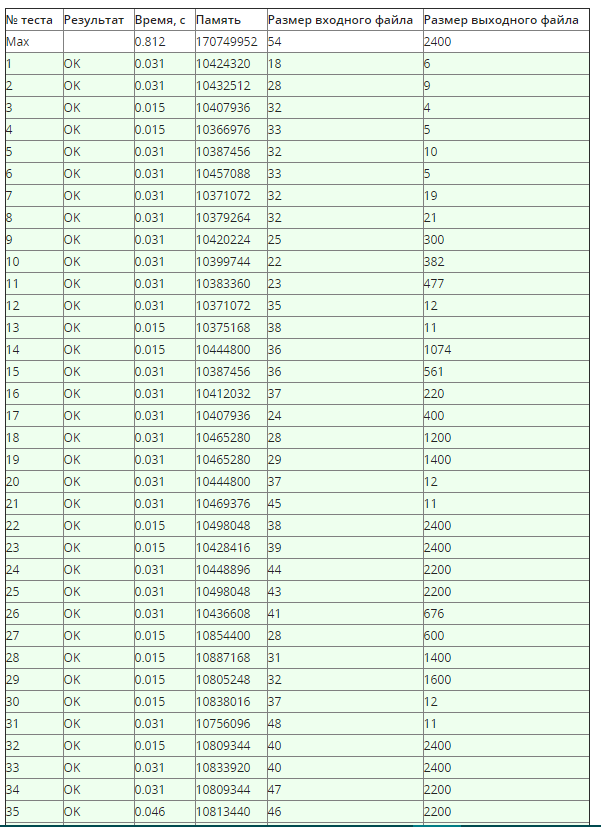 № теста Результат Время, с Память Размер входного файла Размер выходного файла
Max 0.812 170749952 54 2400
1 OK 0.031 10424320 18 6
2 OK 0.031 10432512 28 9
3 OK 0.015 10407936 32 4
4 OK 0.015 10366976 33 5
5 OK 0.031 10387456 32 10
6 OK 0.031 10457088 33 5
7 OK 0.031 10371072 32 19
8 OK 0.031 10379264 32 21
9 OK 0.031 10420224 25 300
10 OK 0.031 10399744 22 382
11 OK 0.031 10383360 23 477
12 OK 0.031 10371072 35 12
13 OK 0.015 10375168 38 11
14 OK 0.015 10444800 36 1074
15 OK 0.031 10387456 36 561
16 OK 0.031 10412032 37 220
17 OK 0.031 10407936 24 400
18 OK 0.031 10465280 28 1200
19 OK 0.031 10465280 29 1400
20 OK 0.031 10444800 37 12
21 OK 0.031 10469376 45 11
22 OK 0.015 10498048 38 2400
23 OK 0.015 10428416 39 2400
24 OK 0.031 10448896 44 2200
25 OK 0.031 10498048 43 2200
26 OK 0.031 10436608 41 676
27 OK 0.015 10854400 28 600
28 OK 0.015 10887168 31 1400
29 OK 0.015 10805248 32 1600
30 OK 0.015 10838016 37 12
31 OK 0.031 10756096 48 11
32 OK 0.015 10809344 40 2400
33 OK 0.031 10833920 40 2400
34 OK 0.031 10809344 47 2200
35 OK 0.046 10813440 46 2200